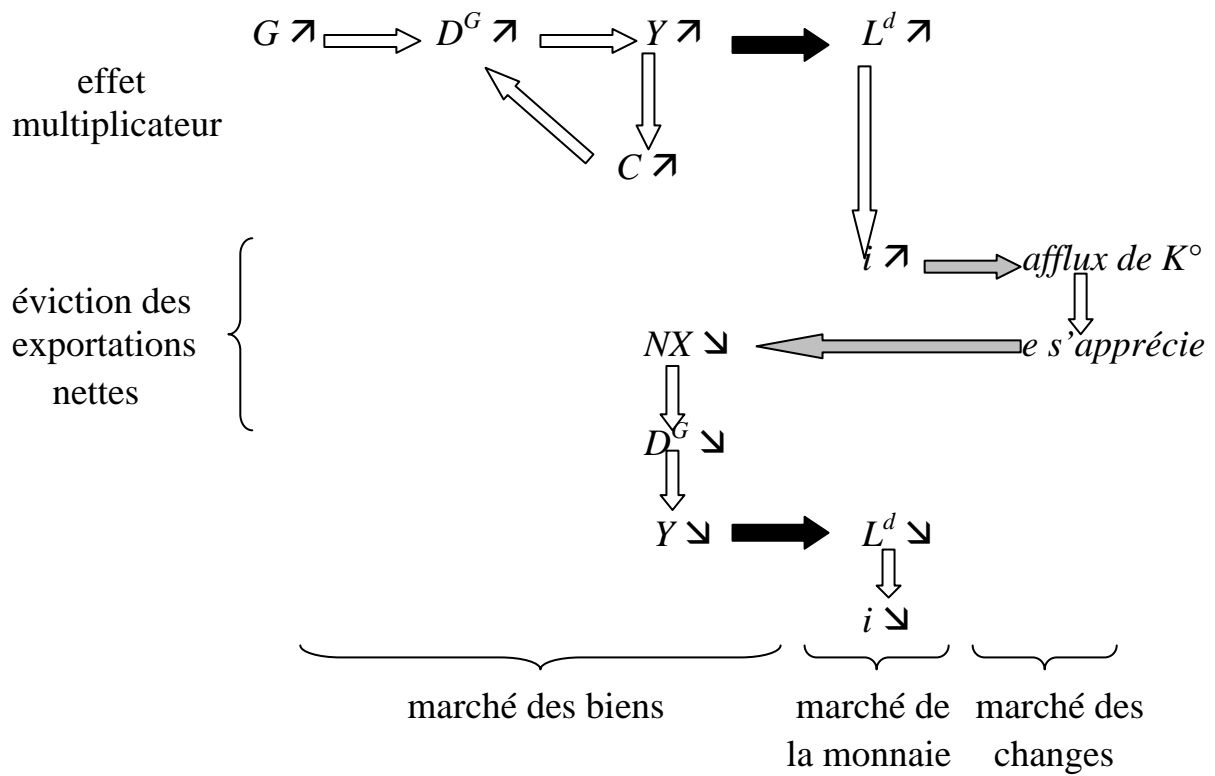 G ↗ D^G ↗ Y ↗ L^d ↗
effet
multiplicateur
C ↗
i ↗ afflux de K°
éviction des
exportations
nettes
NX ↘ e s’apprécie
D^G ↘
Y ↘ L^d ↘
i ↘
marché des biens
marché de
la monnaie
marché des
changes